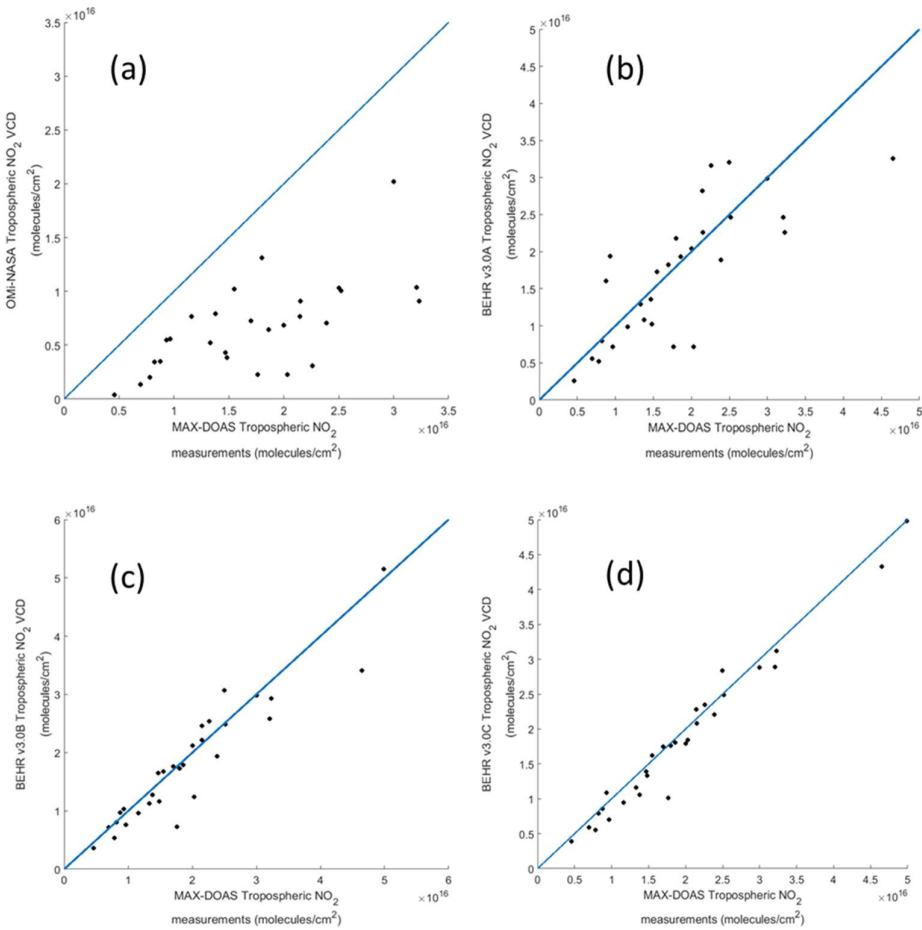 ×10^16
3.5
3
2.5
2
1.5
1
0.5
0
(a)
OMI-NASA Tropospheric NO2 VCD
(molecules/cm2)
0 0.5 1 1.5 2 2.5 3 3.5
MAX-DOAS Tropospheric NO2
×10^16
measurements (molecules/cm2)
×10^16
5
4.5
4
3.5
3
2.5
2
1.5
1
0.5
0
(b)
BEHR v3.0A Tropospheric NO2 VCD
(molecules/cm2)
0 0.5 1 1.5 2 2.5 3 3.5 4 4.5 5
MAX-DOAS Tropospheric NO2
×10^16
measurements (molecules/cm2)
×10^16
6
5
4
3
2
1
0
(c)
BEHR v3.0B Tropospheric NO2 VCD
(molecules/cm2)
0 1 2 3 4 5 6
MAX-DOAS Tropospheric NO2
×10^16
measurements (molecules/cm2)
×10^16
5
4.5
4
3.5
3
2.5
2
1.5
1
0.5
0
(d)
BEHR v3.0C Tropospheric NO2 VCD
(molecules/cm2)
0 0.5 1 1.5 2 2.5 3 3.5 4 4.5 5
MAX-DOAS Tropospheric NO2
×10^16
measurements (molecules/cm2)